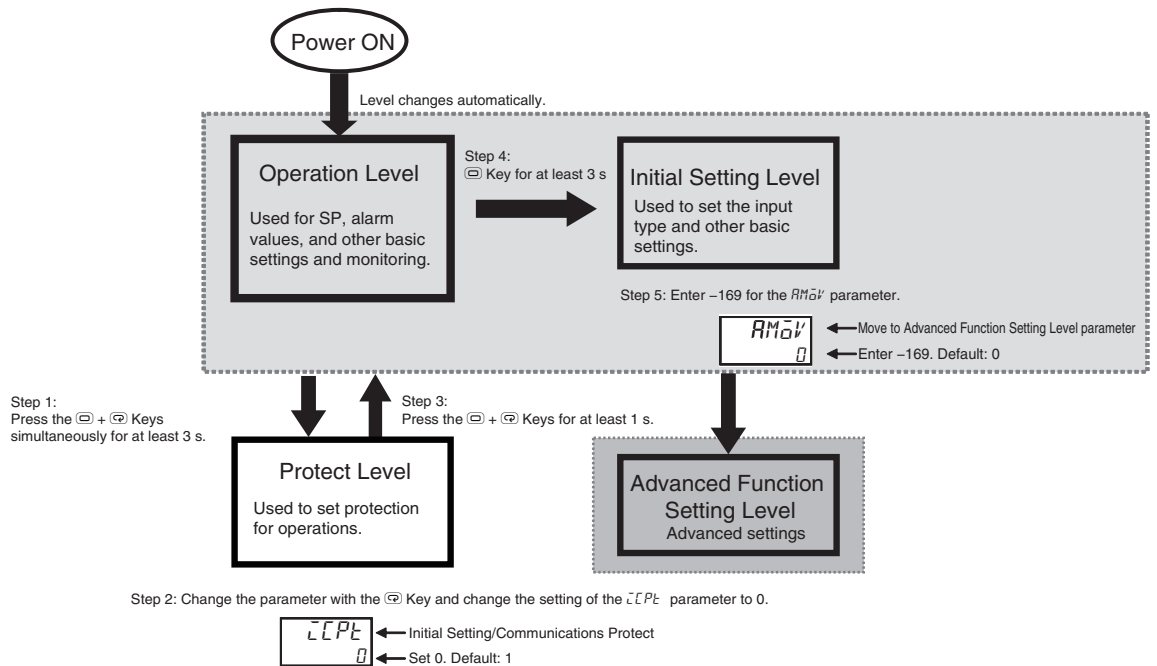 Power ON
Level changes automatically.
Operation Level
Used for SP, alarm
values, and other basic
settings and monitoring.
Step 4:
Key for at least 3 s
Initial Setting Level
Used to set the input
type and other basic
settings.
Step 5: Enter –169 for the AMoV parameter.
AMoV
Move to Advanced Function Setting Level parameter
0
Enter –169. Default: 0
Step 1:
Press the + Keys
simultaneously for at least 3 s.
Step 3:
Press the + Keys for at least 1 s.
Protect Level
Used to set protection
for operations.
Advanced Function
Setting Level
Advanced settings
Step 2: Change the parameter with the Key and change the setting of the iCPt parameter to 0.
iCPt
Initial Setting/Communications Protect
0
Set 0. Default: 1